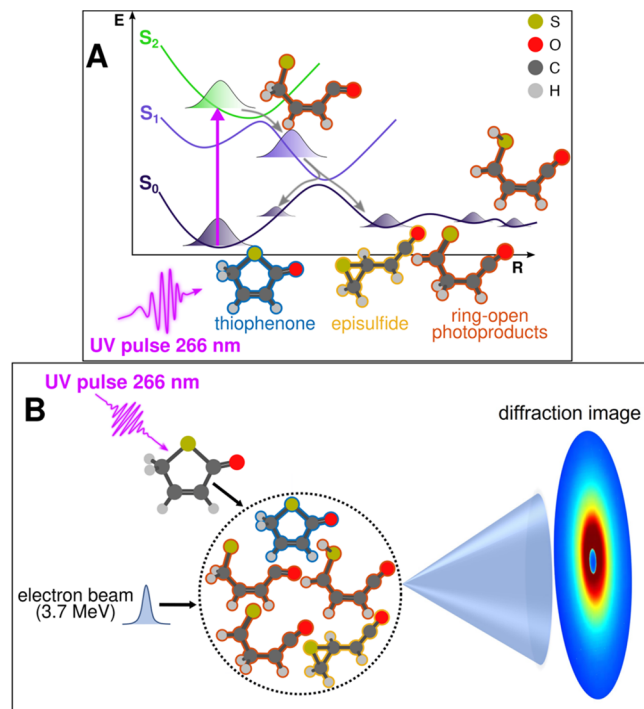 E
A
S₂
S₁
S₀
S
O
C
H
R
thiophenone
episulfide
ring-open
photoproducts
UV pulse 266 nm
B
UV pulse 266 nm
diffraction image
electron beam
(3.7 MeV)